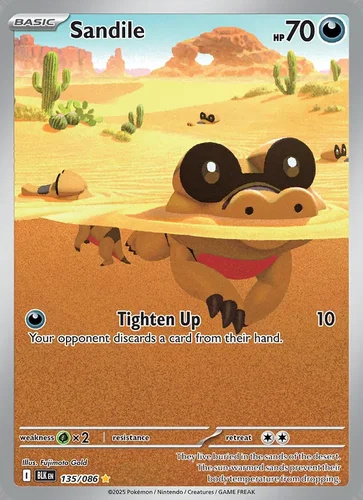 BASIC Sandile HP 70
Tighten Up 10
Your opponent discards a card from their hand.
weakness ×2 resistance retreat
Illus. Fujimoto Gold
I BLK EN 135/086
They live buried in the sands of the desert.
The sun-warmed sands prevent their
body temperature from dropping.
©2025 Pokémon / Nintendo / Creatures / GAME FREAK